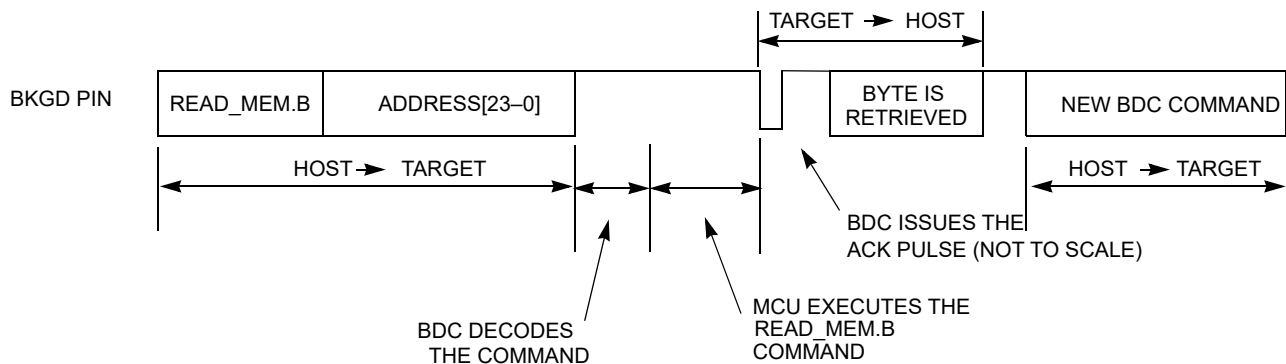 TARGET → HOST
BKGD PIN
READ_MEM.B
ADDRESS[23–0]
BYTE IS
RETRIEVED
NEW BDC COMMAND
HOST → TARGET
HOST → TARGET
BDC ISSUES THE
ACK PULSE (NOT TO SCALE)
BDC DECODES
THE COMMAND
MCU EXECUTES THE
READ_MEM.B
COMMAND